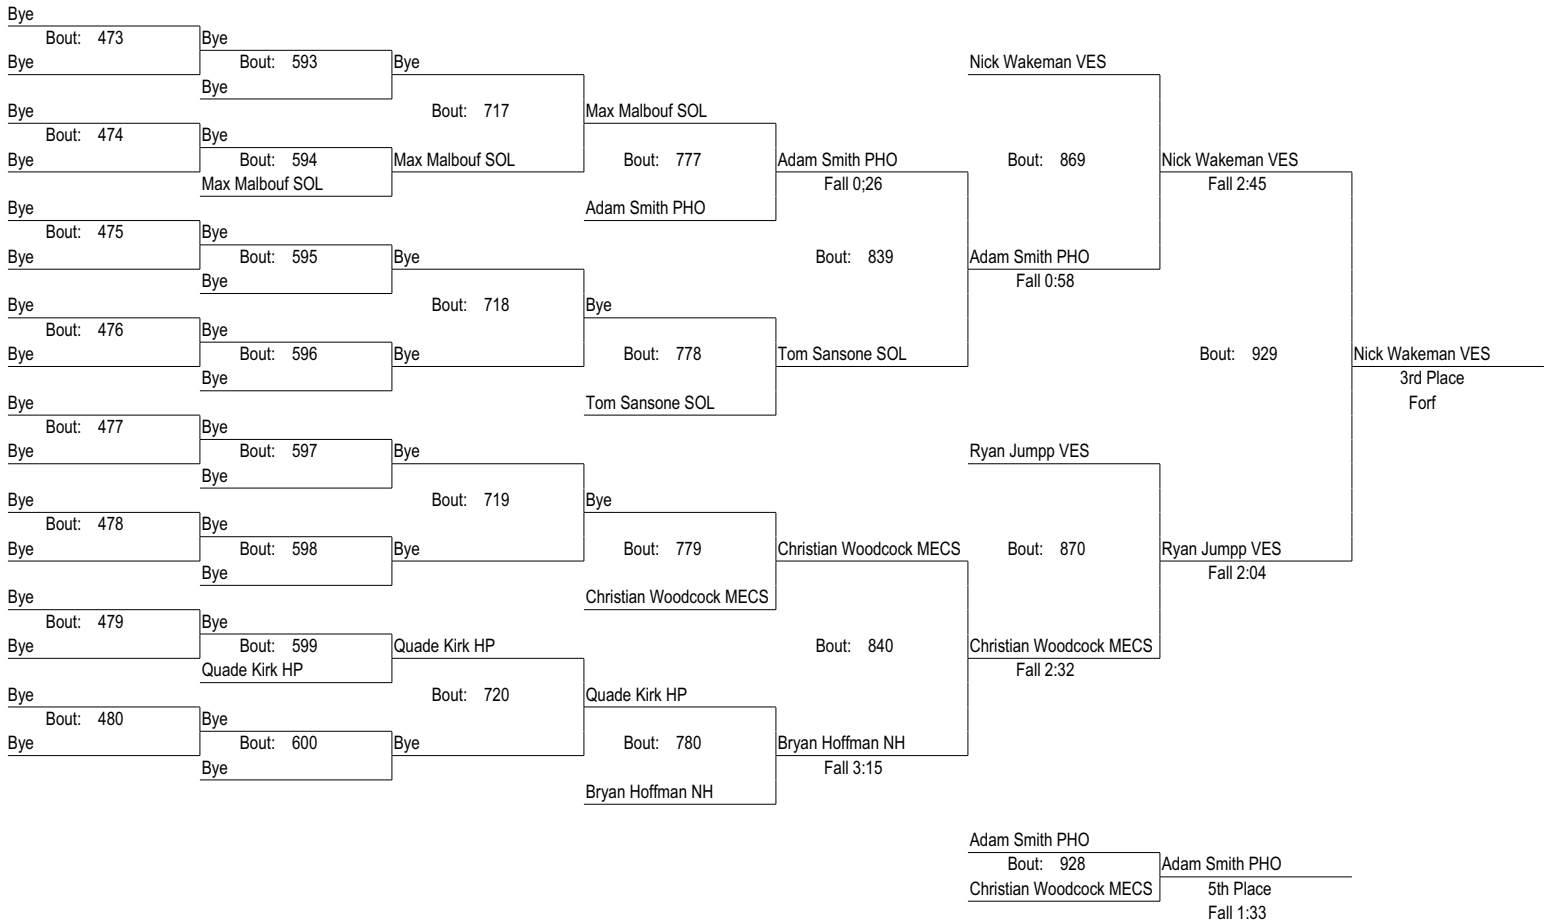 Bye
Bout: 473 Bye
Bye Bout: 593 Bye Nick Wakeman VES
Bye
Bye Bout: 717 Max Malbouf SOL
Bout: 474 Bye
Bye Bout: 594 Max Malbouf SOL Bout: 777 Adam Smith PHO Bout: 869 Nick Wakeman VES
Max Malbouf SOL Fall 0;26 Fall 2:45
Bye Adam Smith PHO
Bout: 475 Bye
Bye Bout: 595 Bye Bout: 839 Adam Smith PHO
Bye Fall 0:58
Bye Bout: 718 Bye
Bout: 476 Bye
Bye Bout: 596 Bye Bout: 778 Tom Sansone SOL Bout: 929 Nick Wakeman VES
Bye 3rd Place
Bye Tom Sansone SOL Forf
Bout: 477 Bye
Bye Bout: 597 Bye Ryan Jumpp VES
Bye
Bye Bout: 719 Bye
Bout: 478 Bye
Bye Bout: 598 Bye Bout: 779 Christian Woodcock MECS Bout: 870 Ryan Jumpp VES
Bye Fall 2:04
Bye Christian Woodcock MECS
Bout: 479 Bye
Bye Bout: 599 Quade Kirk HP Bout: 840 Christian Woodcock MECS
Quade Kirk HP Fall 2:32
Bye Bout: 720 Quade Kirk HP
Bout: 480 Bye
Bye Bout: 600 Bye Bout: 780 Bryan Hoffman NH
Bye Fall 3:15
Bryan Hoffman NH
Adam Smith PHO
Bout: 928 Adam Smith PHO
Christian Woodcock MECS 5th Place
Fall 1:33